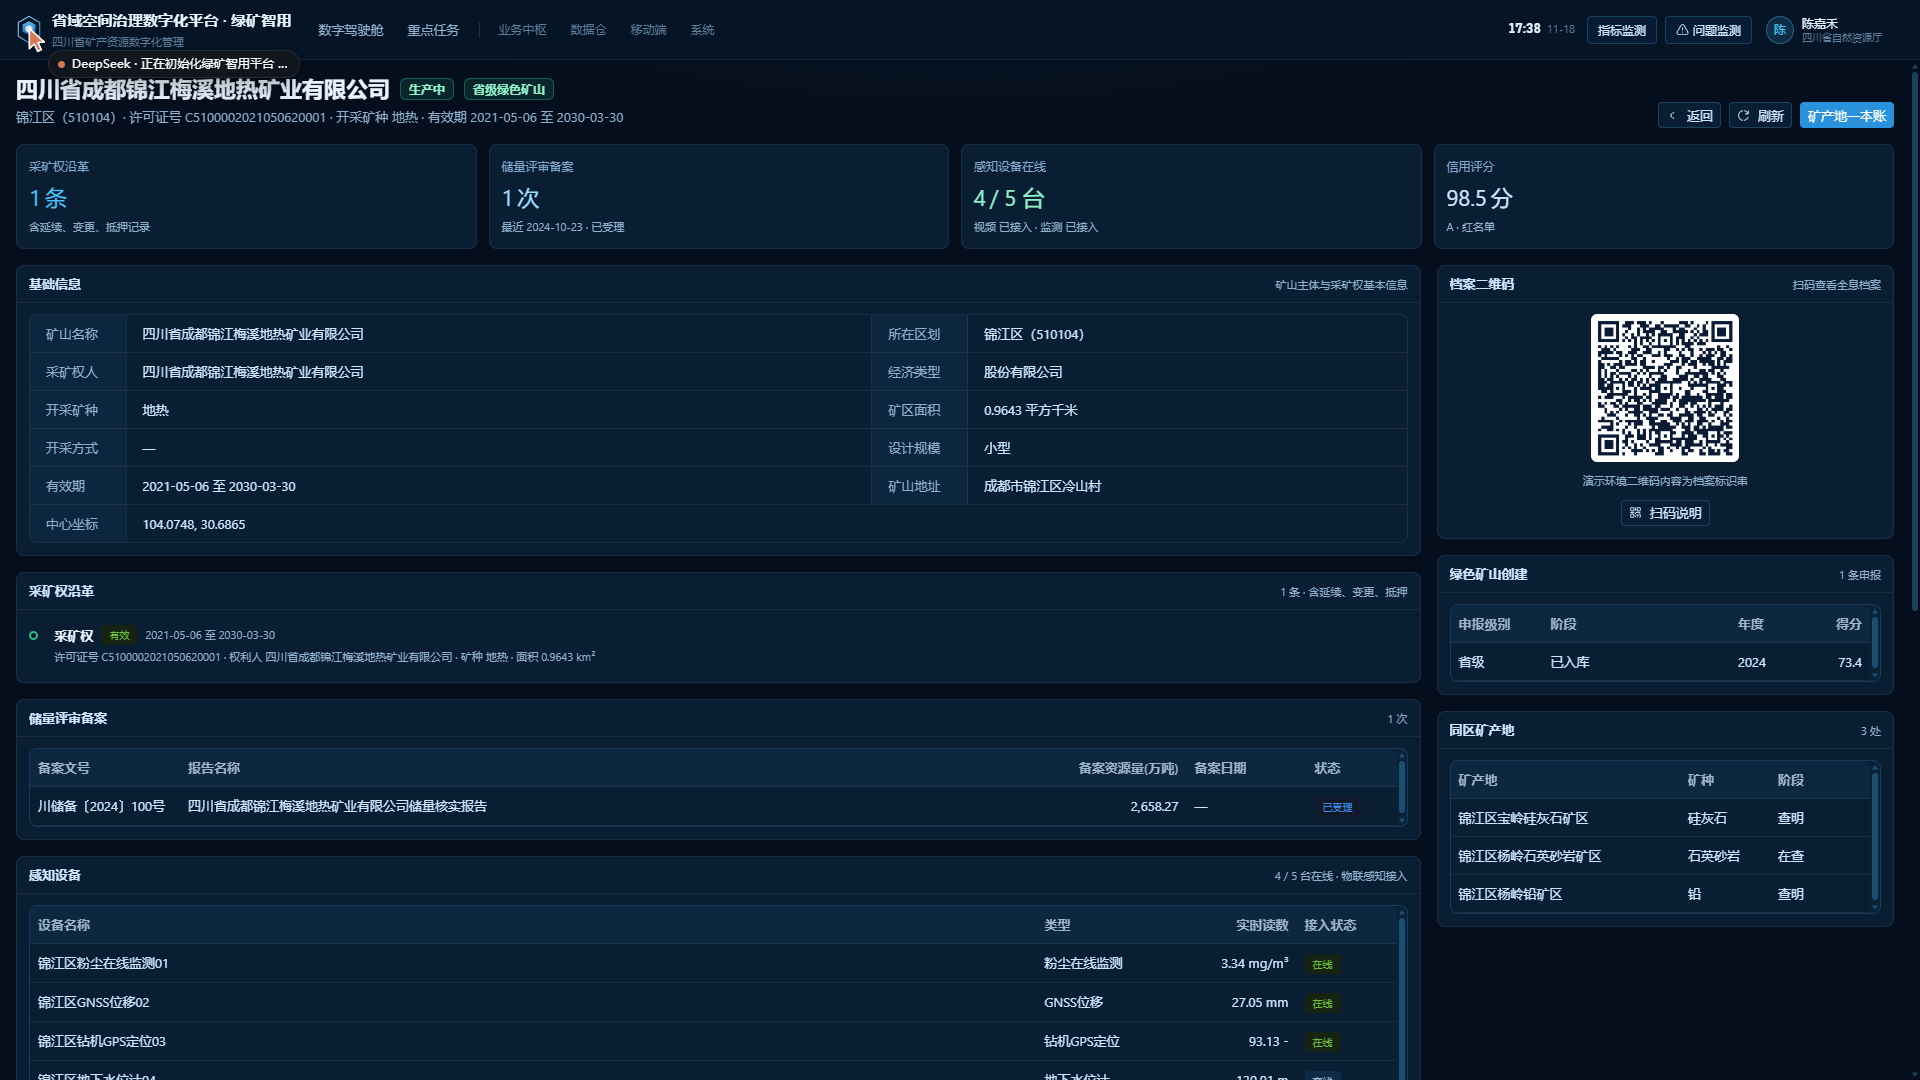 省域空间治理数字化平台 · 绿矿智用
四川省矿产资源数字化管理
数字驾驶舱
重点任务
业务中枢
数据仓
移动端
系统
17:38 11-18
指标监测
问题监测
陈
陈嘉禾
四川省自然资源厅
DeepSeek · 正在初始化绿矿智用平台 ...
四川省成都锦江梅溪地热矿业有限公司
生产中
省级绿色矿山
锦江区（510104） · 许可证号 C5100002021050620001 · 开采矿种 地热 · 有效期 2021-05-06 至 2030-03-30
返回
刷新
矿产地一本账
采矿权沿革
1 条
含延续、变更、抵押记录
储量评审备案
1 次
最近 2024-10-23 · 已受理
感知设备在线
4 / 5 台
视频 已接入 · 监测 已接入
信用评分
98.5 分
A · 红名单
基础信息
矿山主体与采矿权基本信息
矿山名称 四川省成都锦江梅溪地热矿业有限公司 所在区划 锦江区（510104）
采矿权人 四川省成都锦江梅溪地热矿业有限公司 经济类型 股份有限公司
开采矿种 地热 矿区面积 0.9643 平方千米
开采方式 — 设计规模 小型
有效期 2021-05-06 至 2030-03-30 矿山地址 成都市锦江区冷山村
中心坐标 104.0748, 30.6865
采矿权沿革
1 条 · 含延续、变更、抵押
采矿权 有效 2021-05-06 至 2030-03-30
许可证号 C5100002021050620001 · 权利人 四川省成都锦江梅溪地热矿业有限公司 · 矿种 地热 · 面积 0.9643 km²
储量评审备案
1 次
备案文号 报告名称 备案资源量(万吨) 备案日期 状态
川储备〔2024〕100号 四川省成都锦江梅溪地热矿业有限公司储量核实报告 2,658.27 — 已受理
感知设备
4 / 5 台在线 · 物联感知接入
设备名称 类型 实时读数 接入状态
锦江区粉尘在线监测01 粉尘在线监测 3.34 mg/m³ 在线
锦江区GNSS位移02 GNSS位移 27.05 mm 在线
锦江区钻机GPS定位03 钻机GPS定位 93.13 - 在线
锦江区地下水位计04 地下水位计 120.01 m 在线
档案二维码
扫码查看全息档案
演示环境二维码内容为档案标识串
扫码说明
绿色矿山创建
1 条申报
申报级别 阶段 年度 得分
省级 已入库 2024 73.4
同区矿产地
3 处
矿产地 矿种 阶段
锦江区宝岭硅灰石矿区 硅灰石 查明
锦江区杨岭石英砂岩矿区 石英砂岩 在查
锦江区杨岭铅矿区 铅 查明